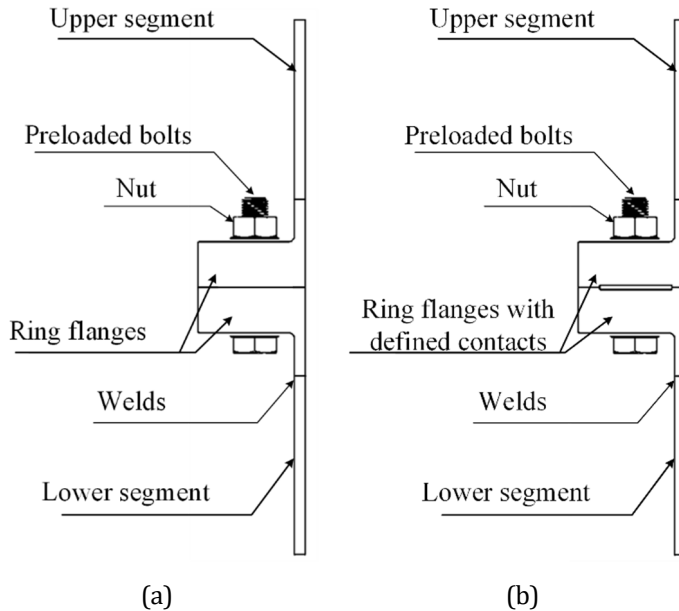 Upper segment
Preloaded bolts
Nut
Ring flanges
Welds
Lower segment
(a)
Upper segment
Preloaded bolts
Nut
Ring flanges with
defined contacts
Welds
Lower segment
(b)